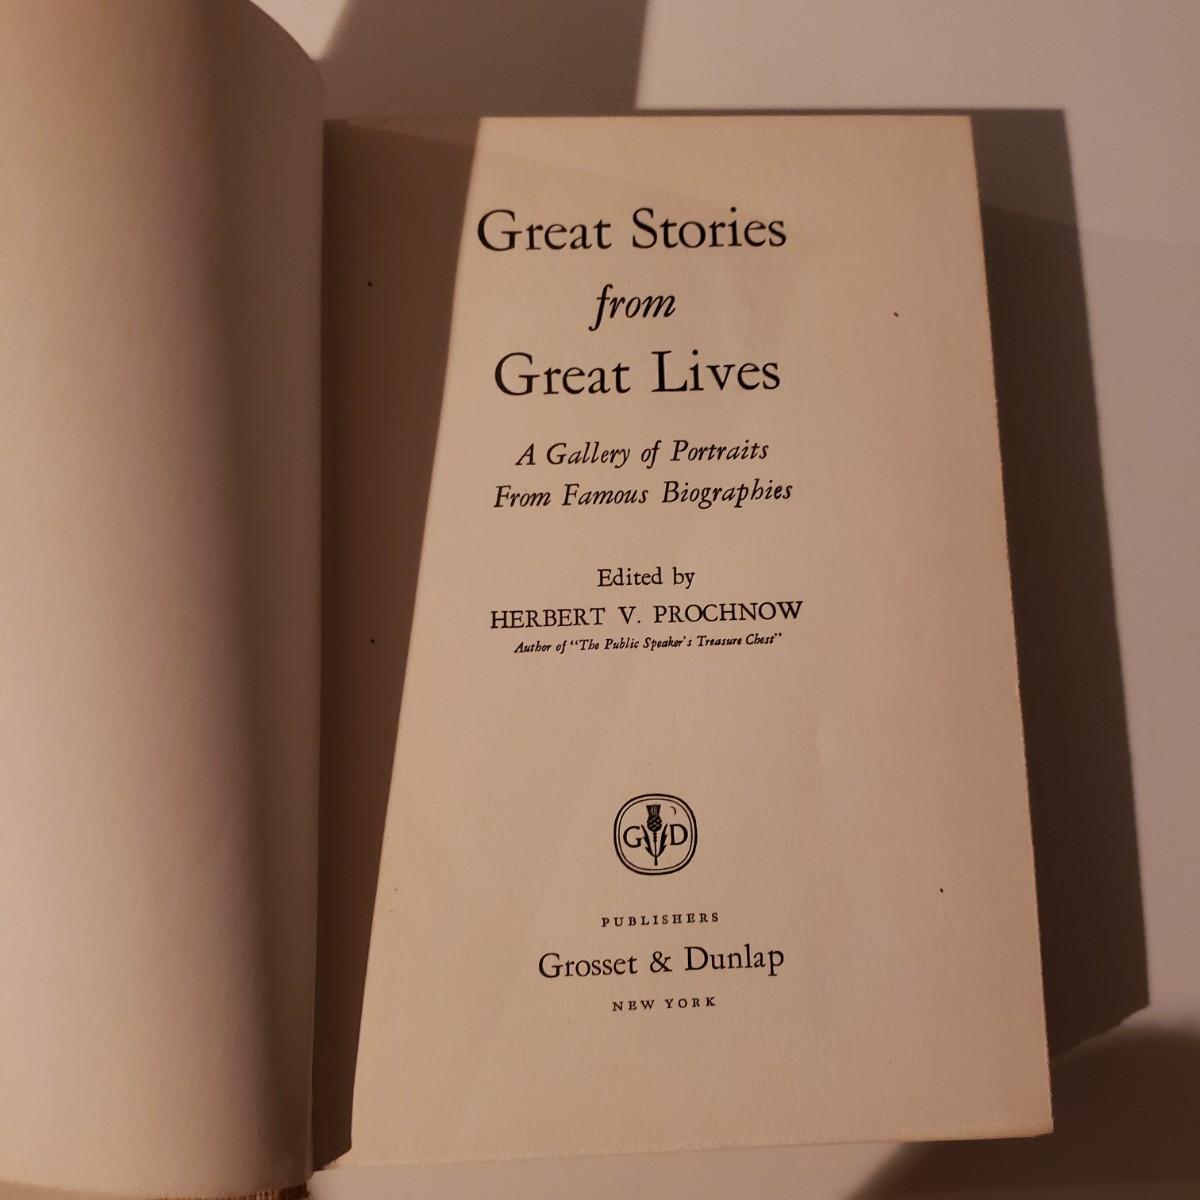 Great Stories
from
Great Lives
A Gallery of Portraits
From Famous Biographies
Edited by
HERBERT V. PROCHNOW
Author of "The Public Speaker's Treasure Chest"
G D
PUBLISHERS
Grosset & Dunlap
NEW YORK